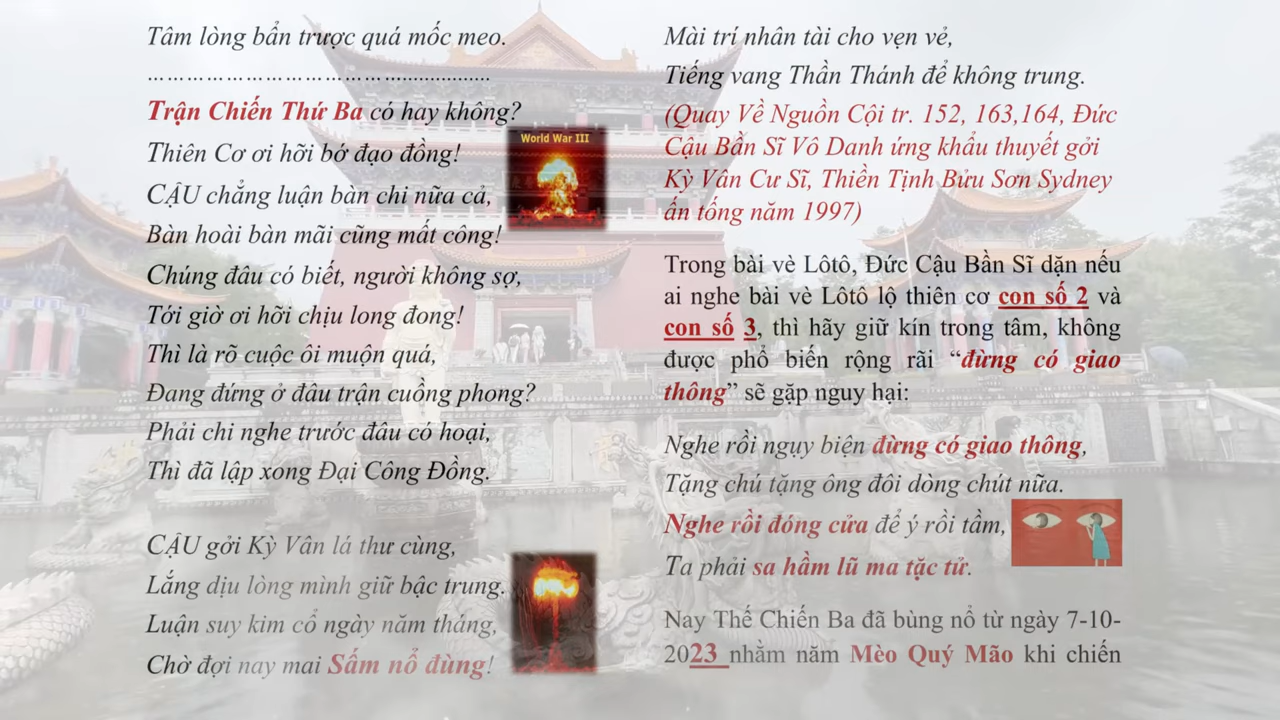 Tâm lòng bẩn trược quá mốc meo.
……………………………………...................
Trận Chiến Thứ Ba có hay không?
Thiên Cơ ơi hỡi bớ đạo đồng!
CẬU chẳng luận bàn chi nữa cả,
Bàn hoài bàn mãi cũng mất công!
Chúng đâu có biết, người không sợ,
Tới giờ ơi hỡi chịu long đong!
Thì là rõ cuộc ôi muộn quá,
Đang đứng ở đâu trận cuồng phong?
Phải chi nghe trước đâu có hoại,
Thì đã lập xong Đại Công Đồng.
World War III
CẬU gởi Kỳ Vân lá thư cùng,
Lắng dịu lòng mình giữ bậc trung.
Luận suy kim cổ ngày năm tháng,
Chờ đợi nay mai Sấm nổ đùng!
Mài trí nhân tài cho vẹn vẻ,
Tiếng vang Thần Thánh để không trung.
(Quay Về Nguồn Cội tr. 152, 163,164, Đức
Cậu Bần Sĩ Vô Danh ứng khẩu thuyết gởi
Kỳ Vân Cư Sĩ, Thiền Tịnh Bửu Sơn Sydney
ấn tống năm 1997)
Trong bài vè Lôtô, Đức Cậu Bần Sĩ dặn nếu
ai nghe bài vè Lôtô lộ thiên cơ con số 2 và
con số 3, thì hãy giữ kín trong tâm, không
được phổ biến rộng rãi “đừng có giao
thông” sẽ gặp nguy hại:
Nghe rồi ngụy biện đừng có giao thông,
Tặng chú tặng ông đôi dòng chút nữa.
Nghe rồi đóng cửa để ý rồi tầm,
Ta phải sa hầm lũ ma tặc tử.
Nay Thế Chiến Ba đã bùng nổ từ ngày 7-10-
2023 nhằm năm Mèo Quý Mão khi chiến